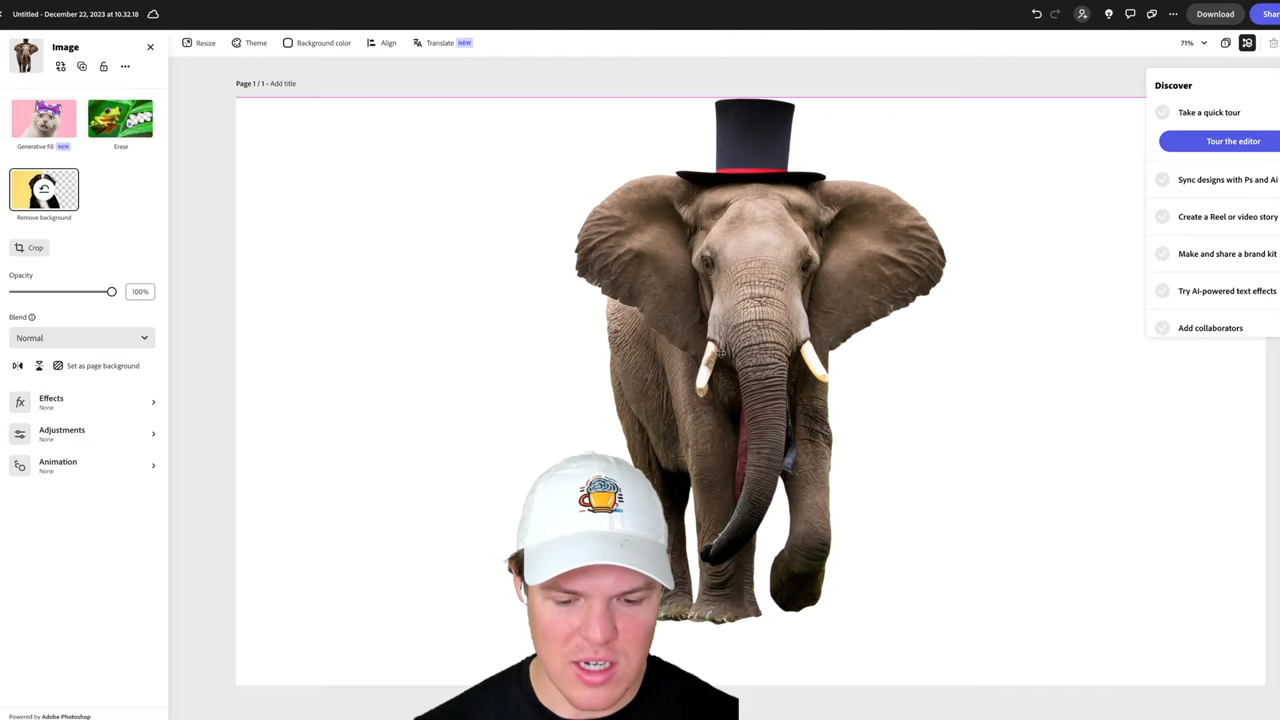 Untitled - December 22, 2023 at 10.32.18
Download
Shar
Image
Resize
Theme
Background color
Align
Translate NEW
71%
Page 1 / 1 - Add title
Generative fill NEW
Erase
Remove background
Crop
Opacity
100%
Blend
Normal
Set as page background
Effects
None
Adjustments
None
Animation
None
Powered by Adobe Photoshop
Discover
Take a quick tour
Tour the editor
Sync designs with Ps and Ai
Create a Reel or video story
Make and share a brand kit
Try AI-powered text effects
Add collaborators